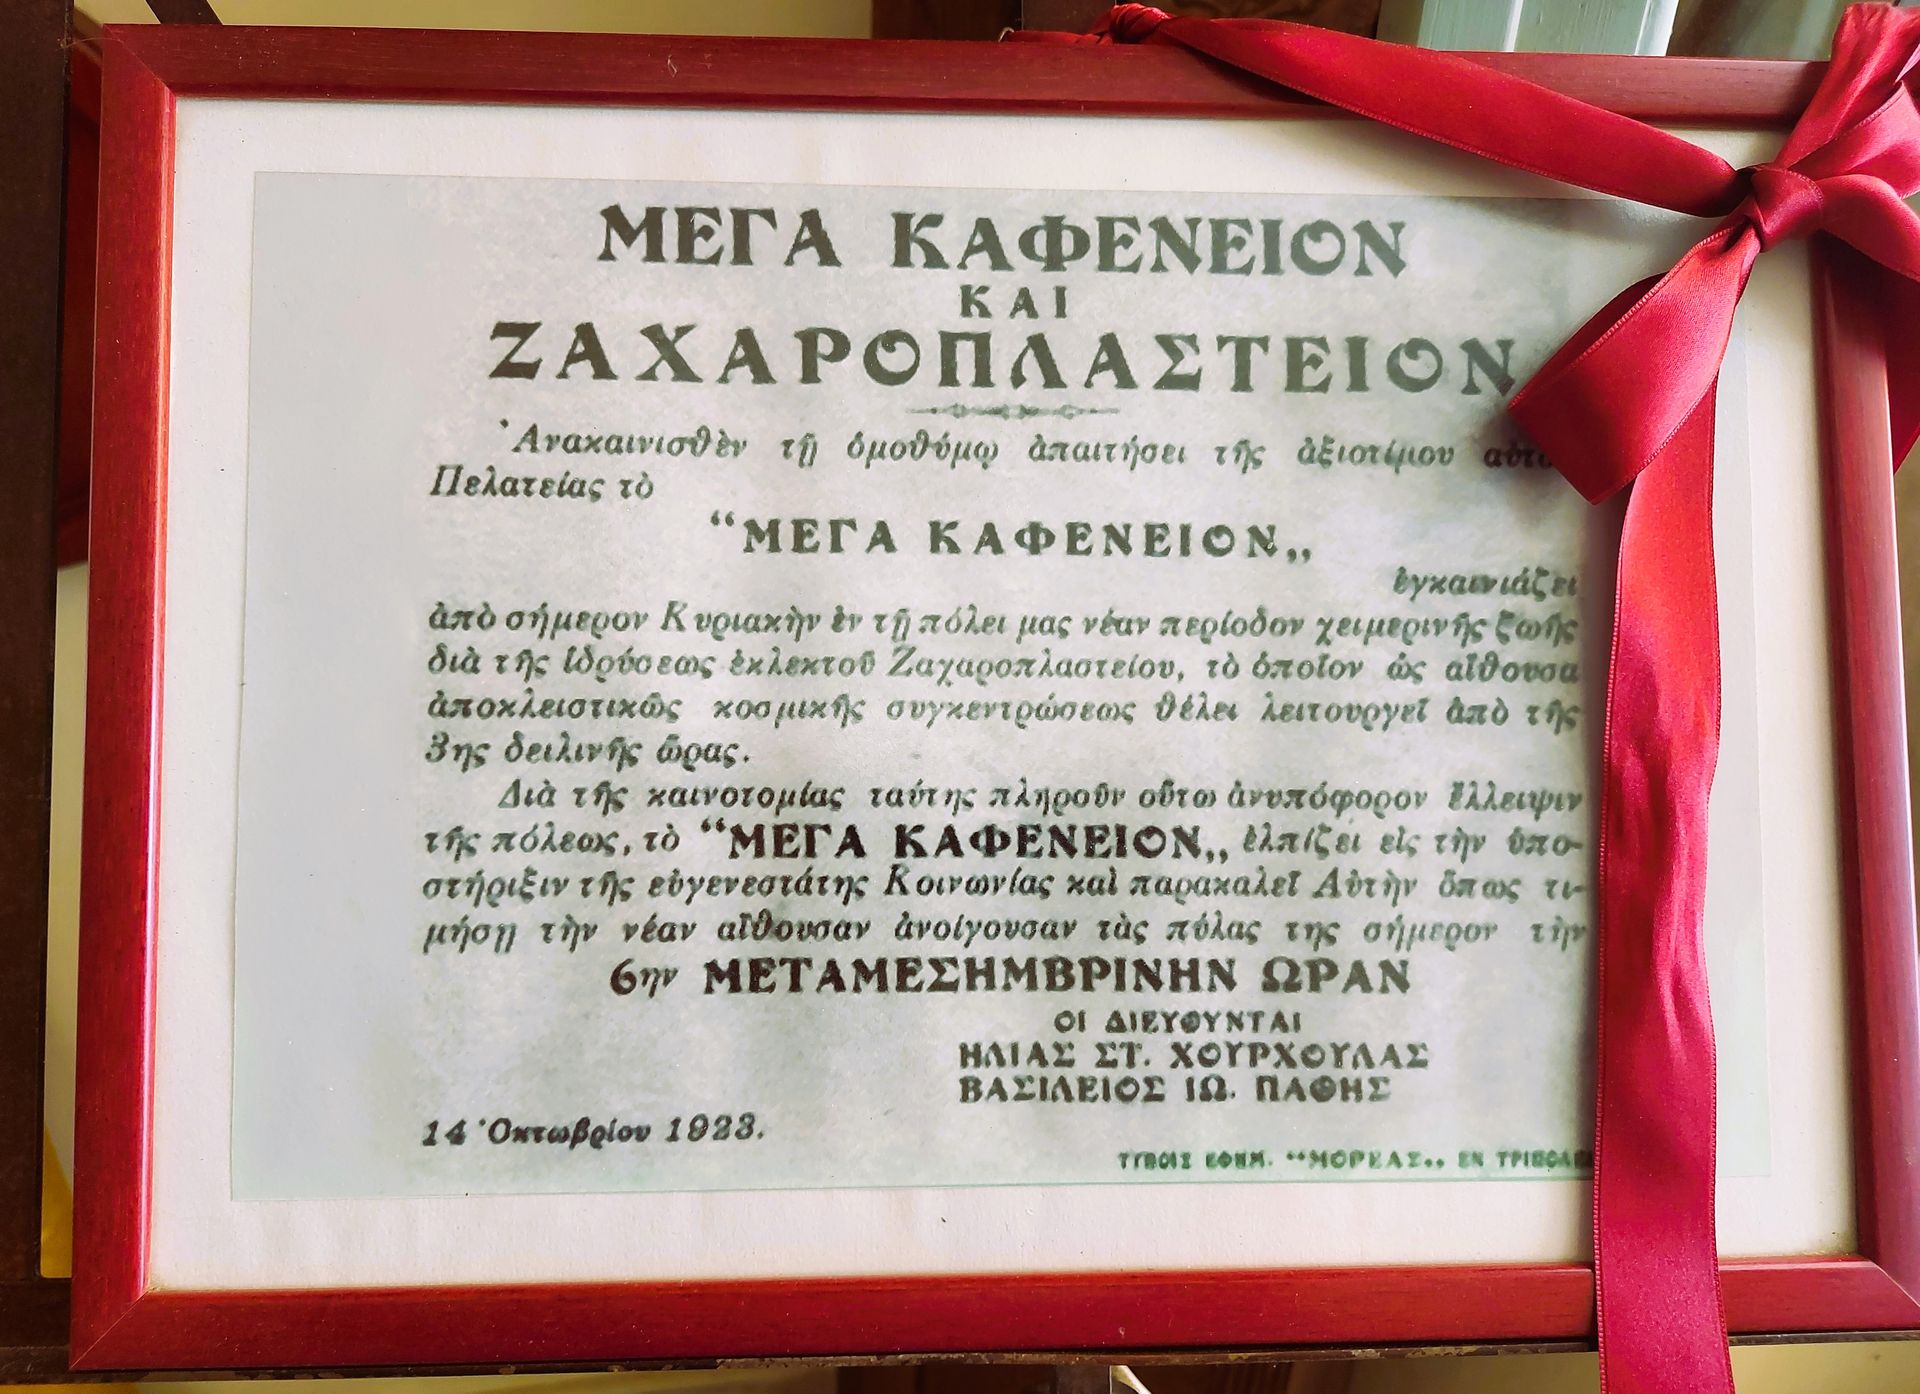 ΜΕΓΑ ΚΑΦΕΝΕΙΟΝ
ΚΑΙ
ΖΑΧΑΡΟΠΛΑΣΤΕΙΟΝ
Ἀνακαινισθὲν τῇ ὁμοθύμῳ ἀπαιτήσει τῆς ἀξιοτίμου
Πελατείας τὸ
“ΜΕΓΑ ΚΑΦΕΝΕΙΟΝ„
ἐγκαινιάζει
ἀπὸ σήμερον Κυριακὴν ἐν τῇ πόλει μας νέαν περίοδον χειμερινῆς ζωῆς
διὰ τῆς ἱδρύσεως ἐκλεκτοῦ Ζαχαροπλαστείου, τὸ ὁποῖον ὡς αἴθουσα
ἀποκλειστικῶς κοσμικῆς συγκεντρώσεως θέλει λειτουργεῖ ἀπὸ τῆς
3ης δειλινῆς ὥρας.
Διὰ τῆς καινοτομίας ταύτης πληροῦν οὕτω ἀνυπόφορον ἔλλειψιν
τῆς πόλεως, τὸ “ΜΕΓΑ ΚΑΦΕΝΕΙΟΝ„ ἐλπίζει εἰς τὴν ὑπο-
στήριξιν τῆς εὐγενεστάτης Κοινωνίας καὶ παρακαλεῖ Αὐτὴν ὅπως τι-
μήσῃ τὴν νέαν αἴθουσαν ἀνοίγουσαν τὰς πύλας της σήμερον τὴν
6ην ΜΕΤΑΜΕΣΗΜΒΡΙΝΗΝ ΩΡΑΝ
ΟΙ ΔΙΕΥΘΥΝΤΑΙ
ΗΛΙΑΣ ΣΤ. ΧΟΥΡΧΟΥΛΑΣ
ΒΑΣΙΛΕΙΟΣ ΙΩ. ΠΑΘΗΣ
14 Ὀκτωβρίου 1923.
ΤΥΠΟΙΣ ΕΦΗΜ. “ΜΟΡΕΑΣ„ ΕΝ